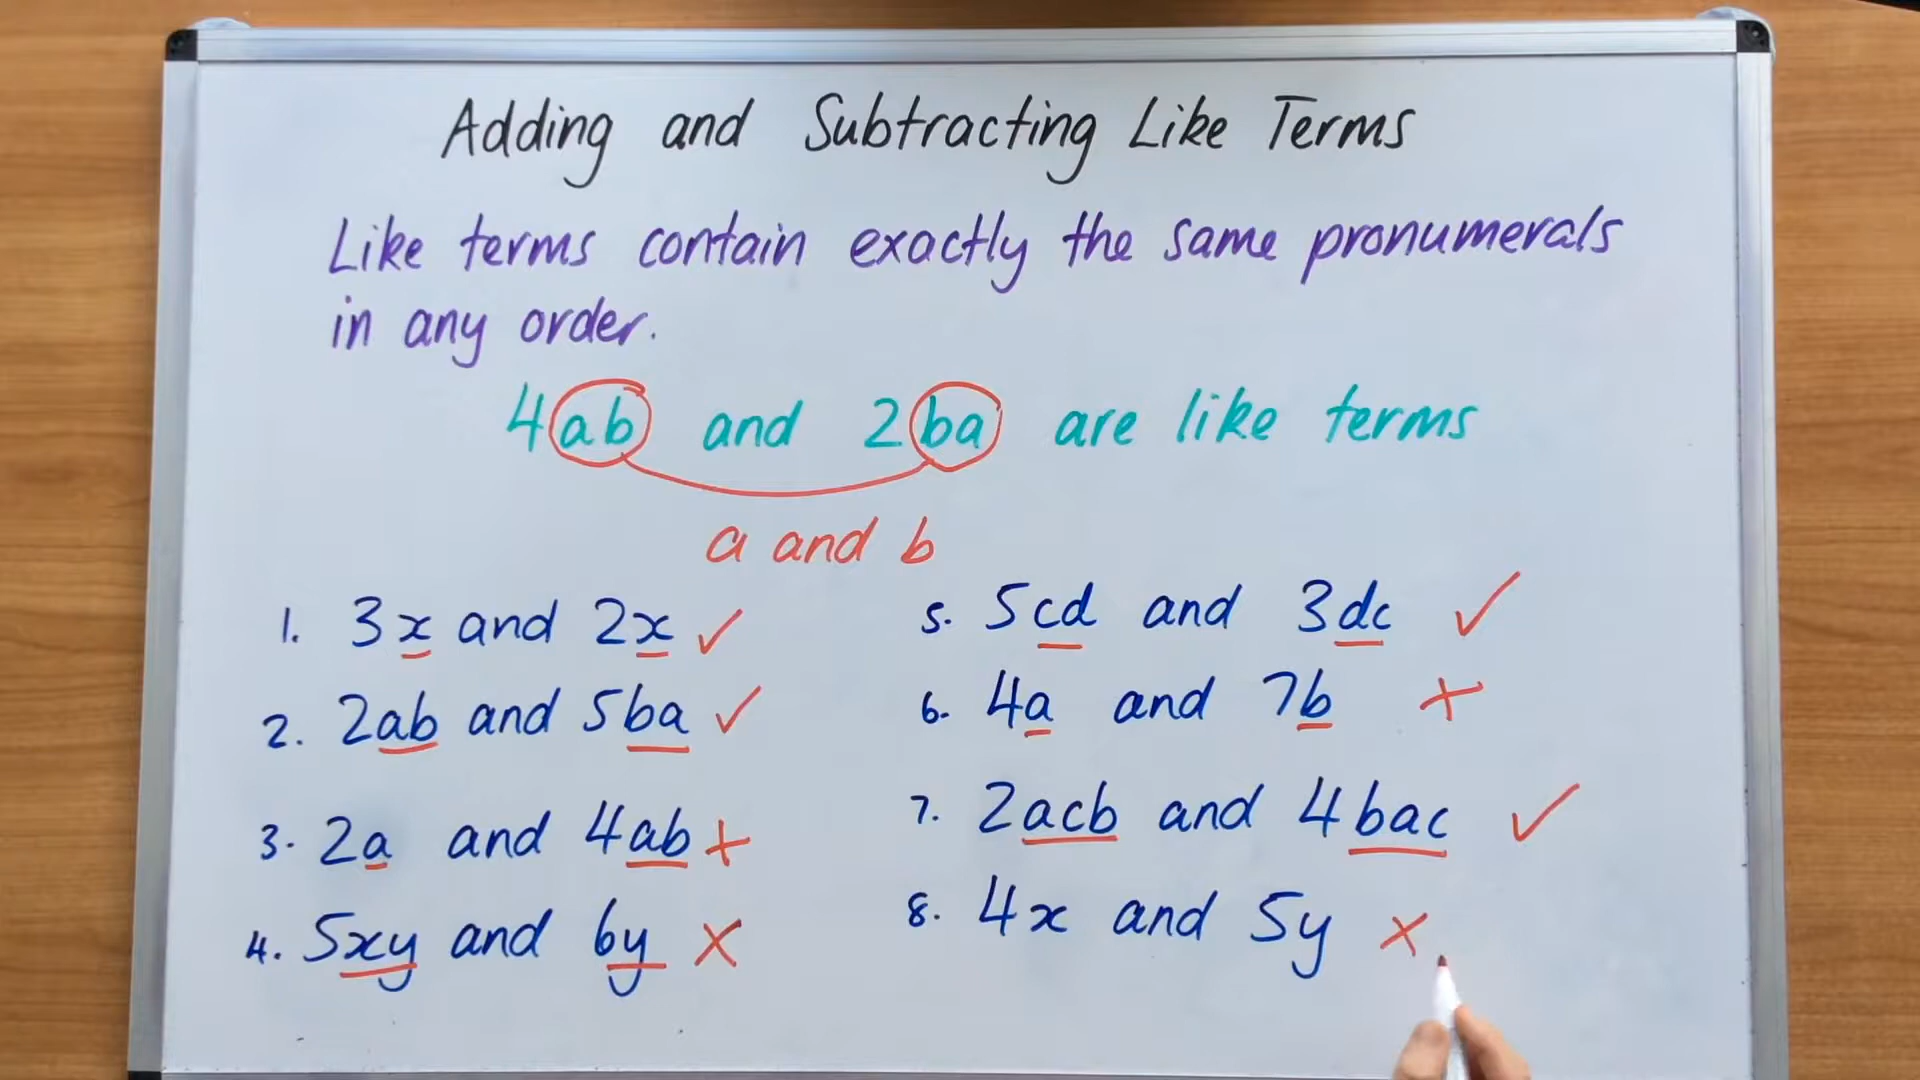 Adding and Subtracting Like Terms
Like terms contain exactly the same pronumerals
in any order.
4ab and 2ba are like terms
a and b
1. 3x and 2x ✓
2. 2ab and 5ba ✓
3. 2a and 4ab ×
4. 5xy and 6y ×
5. 5cd and 3dc ✓
6. 4a and 7b ×
7. 2acb and 4bac ✓
8. 4x and 5y ×